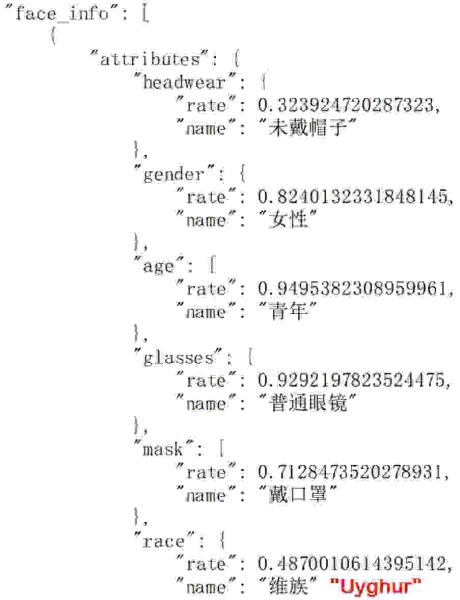 "face_info": [
{
"attributes": {
"headwear": {
"rate": 0.323924720287323,
"name": "未戴帽子"
},
"gender": {
"rate": 0.8240132331848145,
"name": "女性"
},
"age": [
"rate": 0.9495382308959961,
"name": "青年"
},
"glasses": {
"rate": 0.9292197823524475,
"name": "普通眼镜"
},
"mask": [
"rate": 0.7128473520278931,
"name": "戴口罩"
},
"race": {
"rate": 0.4870010614395142,
"name": "维族" "Uyghur"